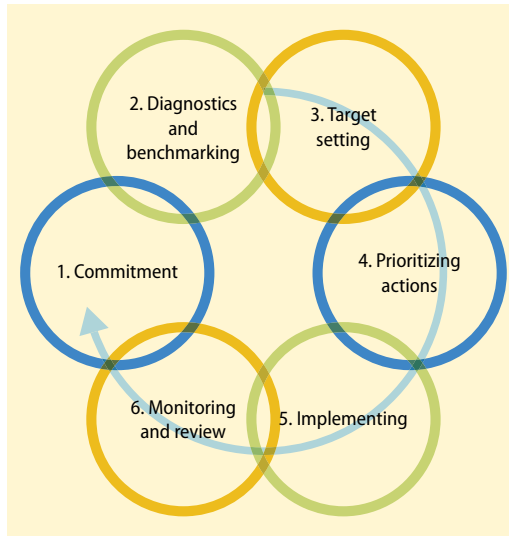 1. Commitment
2. Diagnostics
and
benchmarking
3. Target
setting
4. Prioritizing
actions
5. Implementing
6. Monitoring
and review